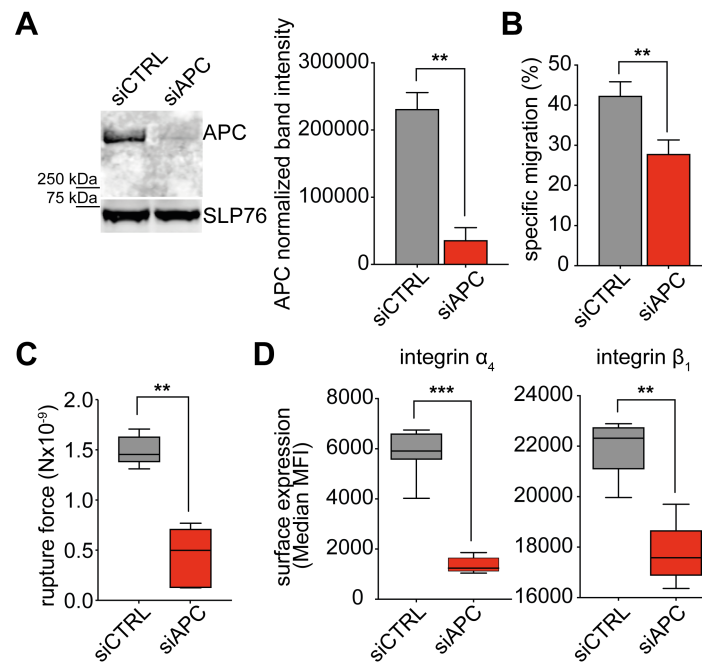 A
siCTRL
siAPC
APC
250 kDa
75 kDa
SLP76
APC normalized band intensity
300000
200000
100000
0
**
siCTRL
siAPC
B
specific migration (%)
50
40
30
20
10
0
**
siCTRL
siAPC
C
rupture force (Nx10⁻⁹)
2.0
1.5
1.0
0.5
0.0
**
siCTRL
siAPC
D
surface expression
(Median MFI)
integrin α₄
8000
6000
4000
2000
0
***
siCTRL
siAPC
integrin β₁
24000
22000
20000
18000
16000
**
siCTRL
siAPC